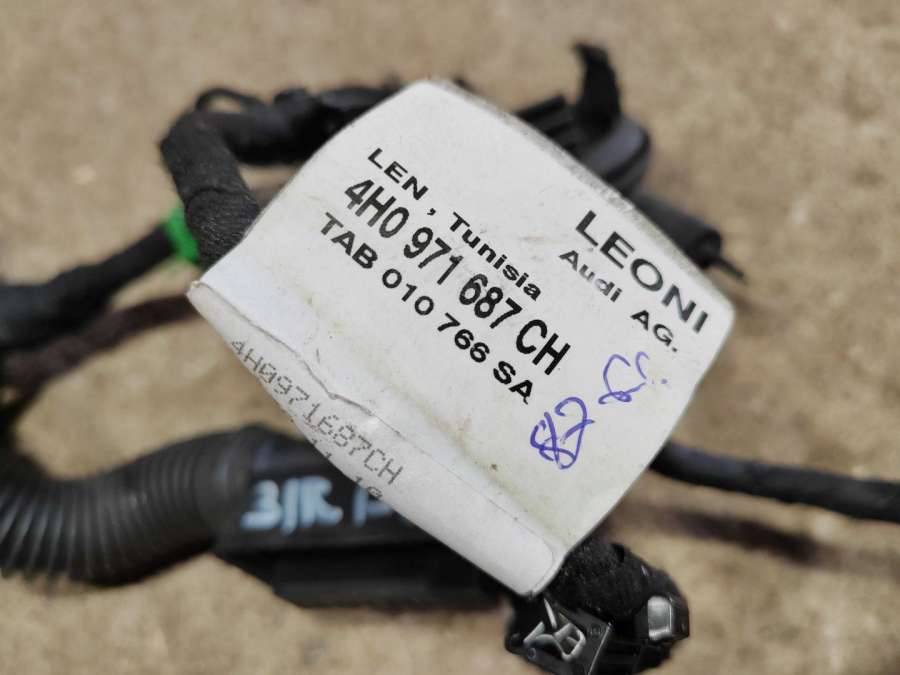 LEONI
Audi AG.
LEN , Tunisia
4H0 971 687 CH
TAB 010 766 SA
4H0971687CH